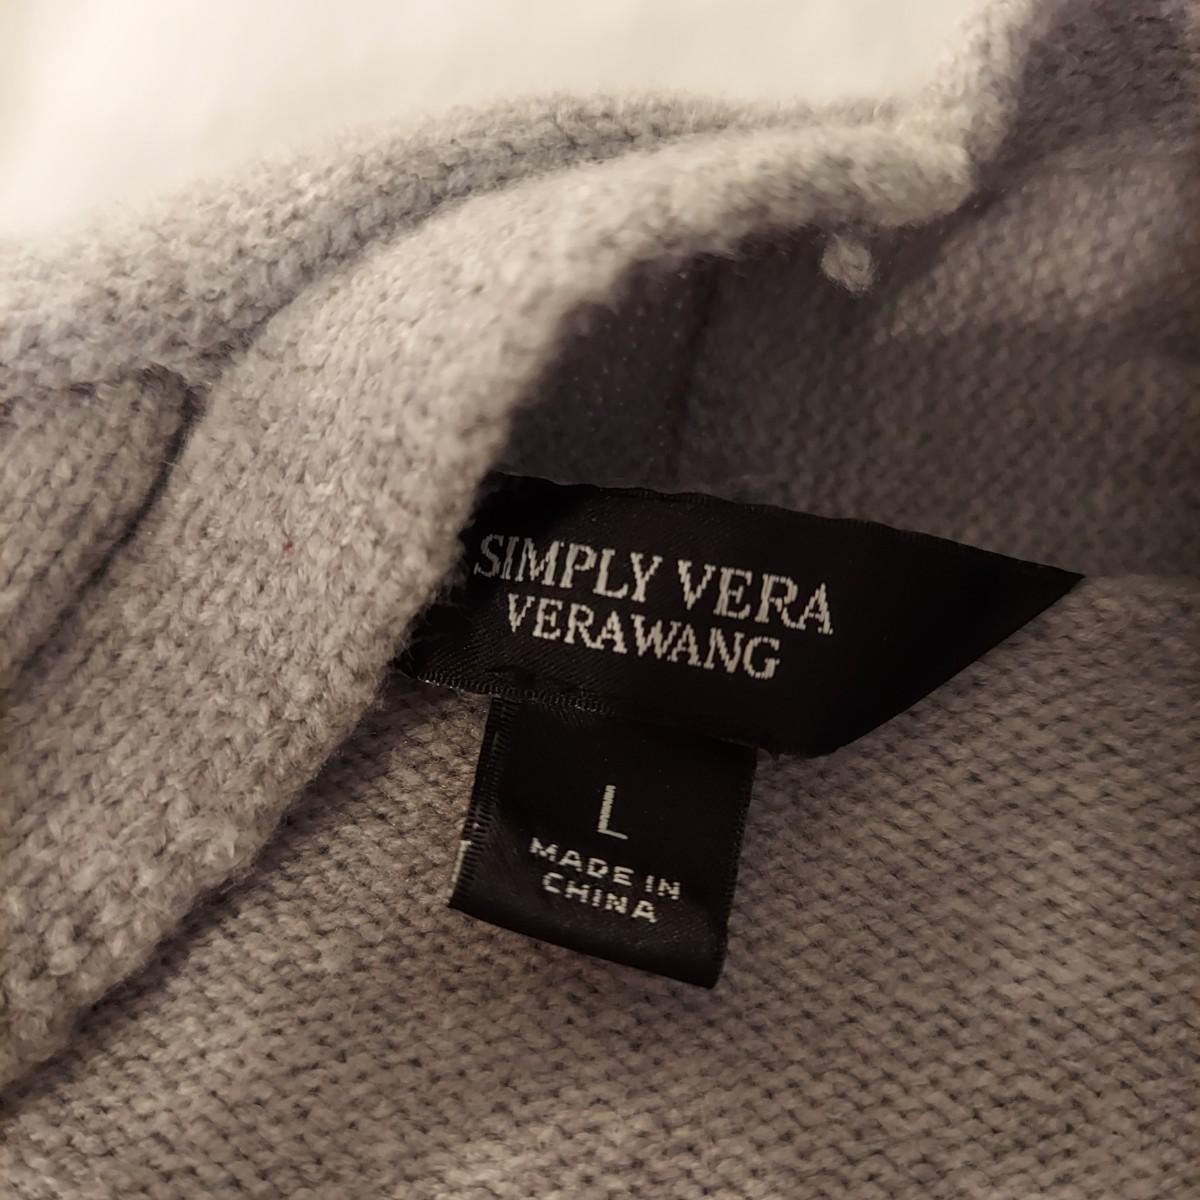 SIMPLY VERA
VERAWANG
L
MADE IN
CHINA